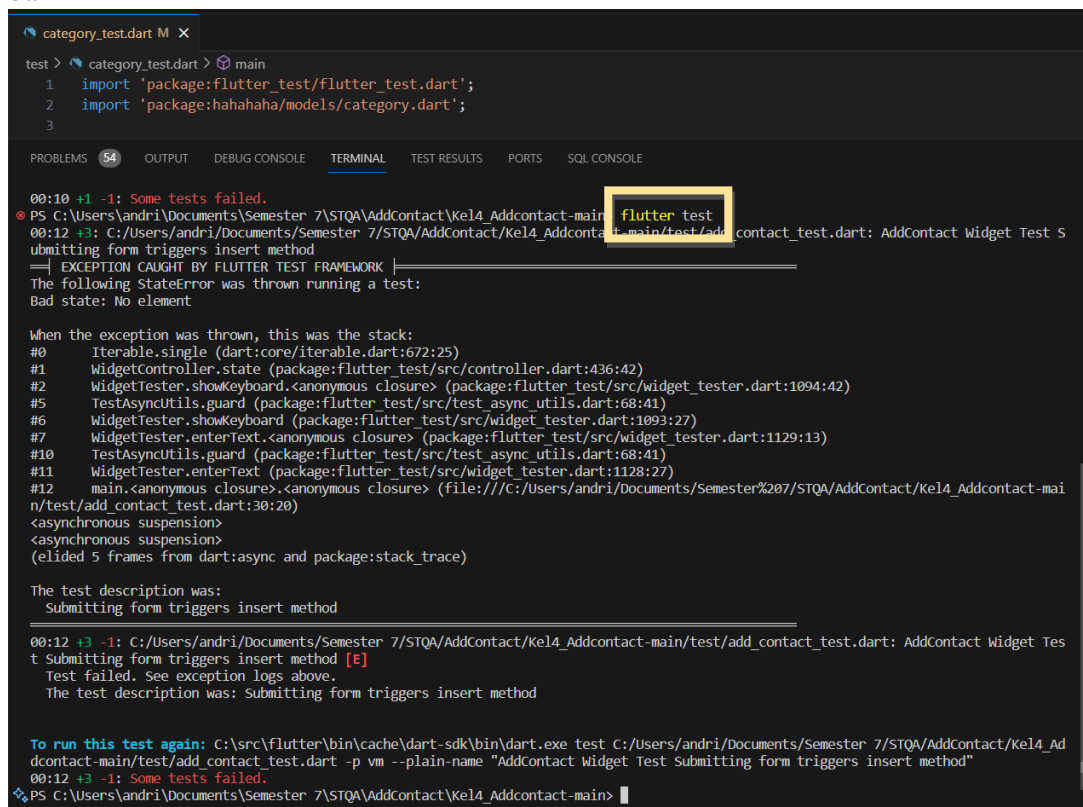 category_test.dart M ×
test > category_test.dart > main
1 import 'package:flutter_test/flutter_test.dart';
2 import 'package:hahahaha/models/category.dart';
3
PROBLEMS 54 OUTPUT DEBUG CONSOLE TERMINAL TEST RESULTS PORTS SQL CONSOLE
00:10 +1 -1: Some tests failed.
PS C:\Users\andri\Documents\Semester 7\STQA\AddContact\Kel4_Addcontact-main> flutter test
00:12 +3: C:/Users/andri/Documents/Semester 7/STQA/AddContact/Kel4_Addcontact-main/test/add_contact_test.dart: AddContact Widget Test S
ubmitting form triggers insert method
══╡ EXCEPTION CAUGHT BY FLUTTER TEST FRAMEWORK ╞════════════════════════════════════════════════════
The following StateError was thrown running a test:
Bad state: No element
When the exception was thrown, this was the stack:
#0 Iterable.single (dart:core/iterable.dart:672:25)
#1 WidgetController.state (package:flutter_test/src/controller.dart:436:42)
#2 WidgetTester.showKeyboard.<anonymous closure> (package:flutter_test/src/widget_tester.dart:1094:42)
#5 TestAsyncUtils.guard (package:flutter_test/src/test_async_utils.dart:68:41)
#6 WidgetTester.showKeyboard (package:flutter_test/src/widget_tester.dart:1093:27)
#7 WidgetTester.enterText.<anonymous closure> (package:flutter_test/src/widget_tester.dart:1129:13)
#10 TestAsyncUtils.guard (package:flutter_test/src/test_async_utils.dart:68:41)
#11 WidgetTester.enterText (package:flutter_test/src/widget_tester.dart:1128:27)
#12 main.<anonymous closure>.<anonymous closure> (file:///C:/Users/andri/Documents/Semester%207/STQA/AddContact/Kel4_Addcontact-mai
n/test/add_contact_test.dart:30:20)
<asynchronous suspension>
<asynchronous suspension>
(elided 5 frames from dart:async and package:stack_trace)
The test description was:
Submitting form triggers insert method
00:12 +3 -1: C:/Users/andri/Documents/Semester 7/STQA/AddContact/Kel4_Addcontact-main/test/add_contact_test.dart: AddContact Widget Tes
t Submitting form triggers insert method [E]
Test failed. See exception logs above.
The test description was: Submitting form triggers insert method
To run this test again: C:\src\flutter\bin\cache\dart-sdk\bin\dart.exe test C:/Users/andri/Documents/Semester 7/STQA/AddContact/Kel4_Ad
dcontact-main/test/add_contact_test.dart -p vm --plain-name "AddContact Widget Test Submitting form triggers insert method"
00:12 +3 -1: Some tests failed.
PS C:\Users\andri\Documents\Semester 7\STQA\AddContact\Kel4_Addcontact-main>